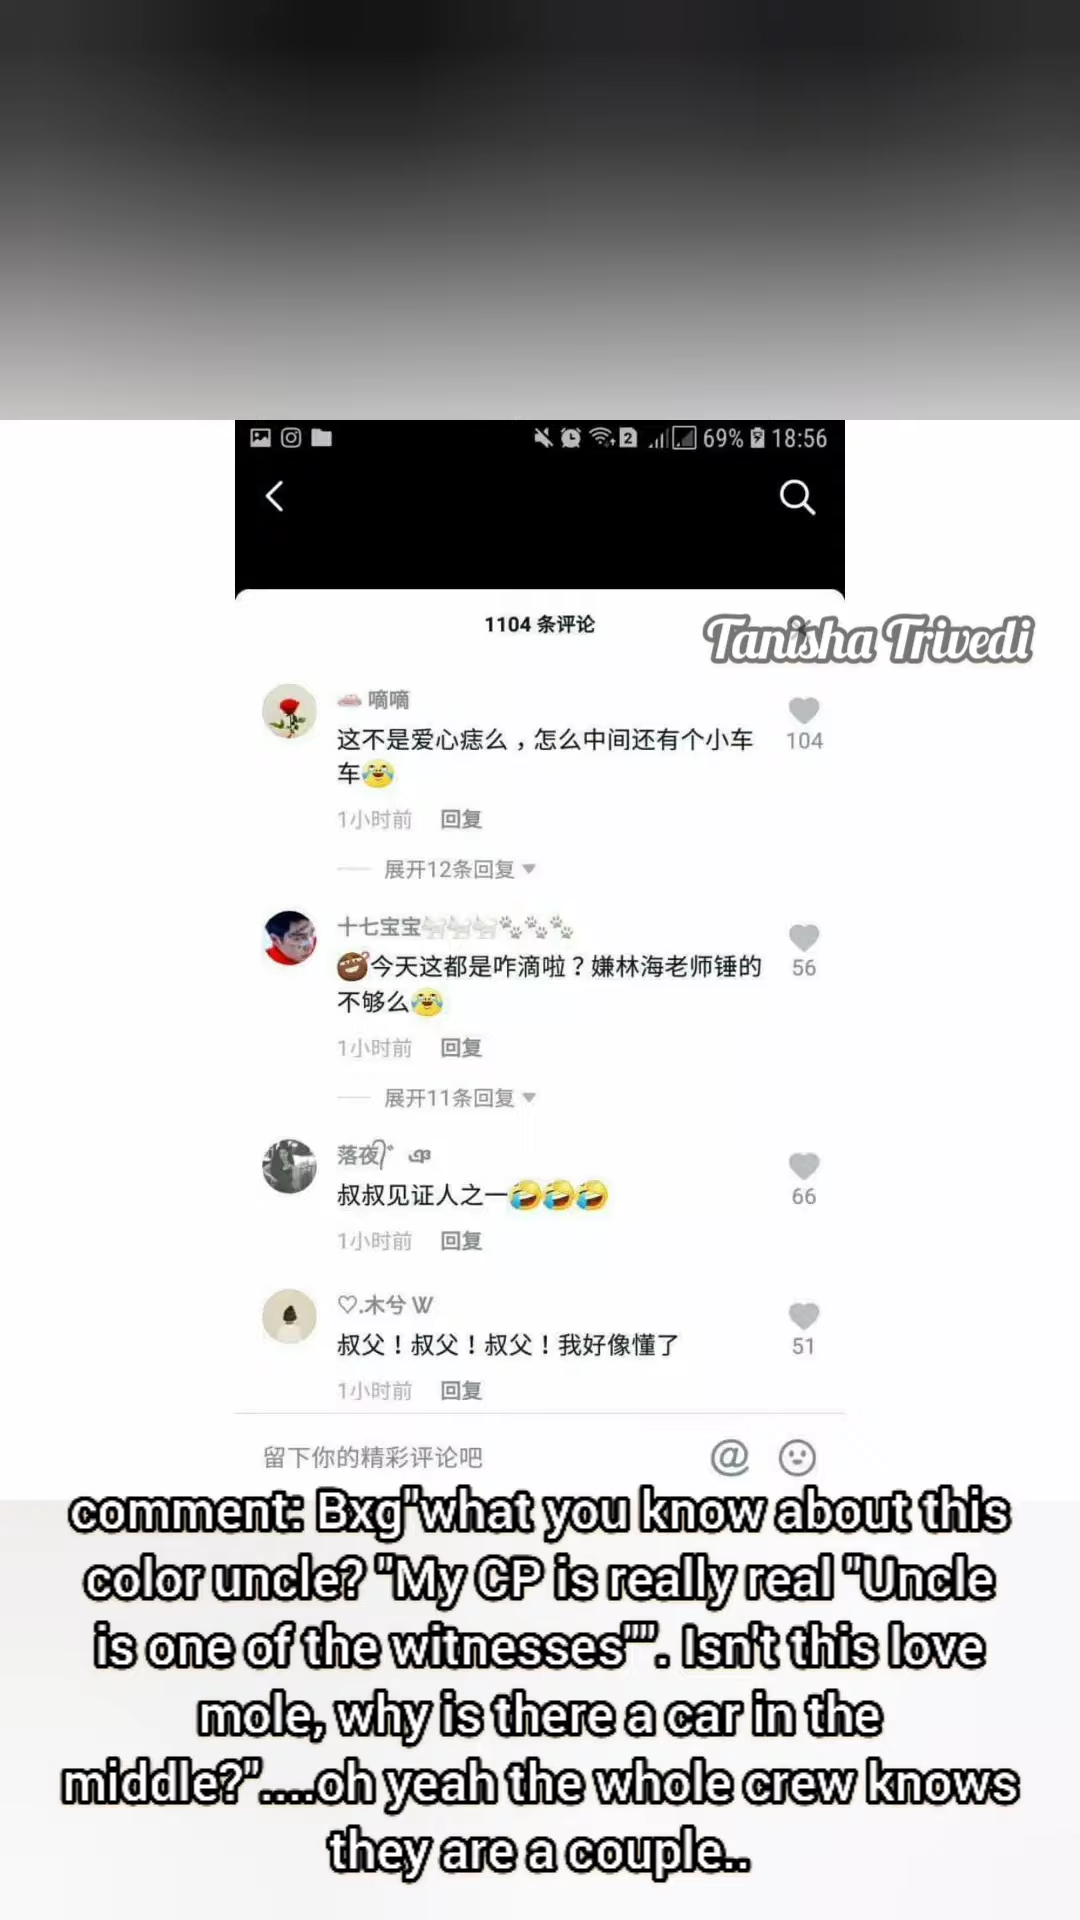 2 69% 18:56
1104 条评论
Tanisha Trivedi
嘀嘀
这不是爱心痣么，怎么中间还有个小车
车😂
104
1小时前 回复
展开12条回复
十七宝宝
今天这都是咋滴啦？嫌林海老师锤的
不够么😂
56
1小时前 回复
展开11条回复
落夜
叔叔见证人之一🤣🤣🤣
66
1小时前 回复
♡.木兮 W
叔父！叔父！叔父！我好像懂了
51
1小时前 回复
留下你的精彩评论吧 @
comment: Bxg"what you know about this
color uncle? "My CP is really real "Uncle
is one of the witnesses"". Isn't this love
mole, why is there a car in the
middle?"....oh yeah the whole crew knows
they are a couple..